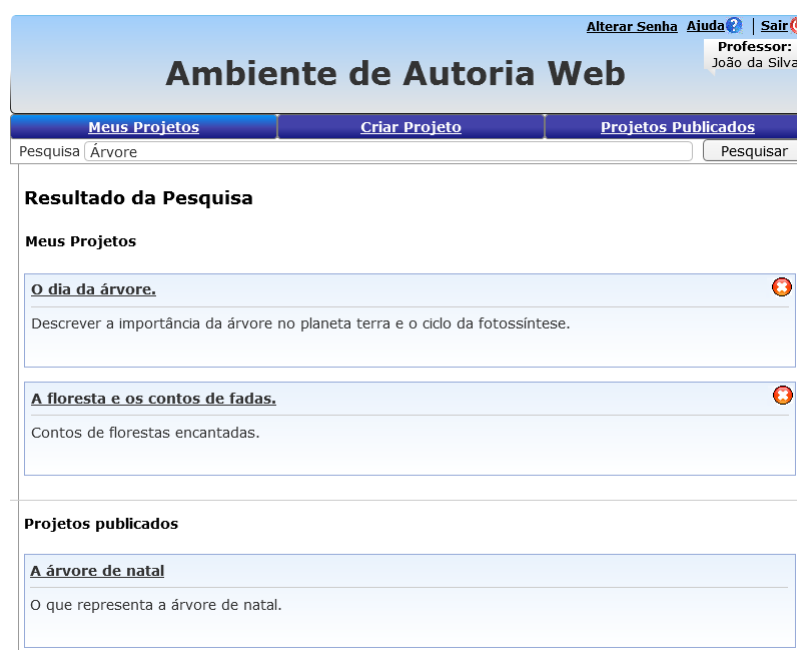 Alterar Senha Ajuda | Sair
Professor:
João da Silva
Ambiente de Autoria Web
Meus Projetos Criar Projeto Projetos Publicados
Pesquisa Árvore Pesquisar
Resultado da Pesquisa
Meus Projetos
O dia da árvore.
Descrever a importância da árvore no planeta terra e o ciclo da fotossíntese.
A floresta e os contos de fadas.
Contos de florestas encantadas.
Projetos publicados
A árvore de natal
O que representa a árvore de natal.